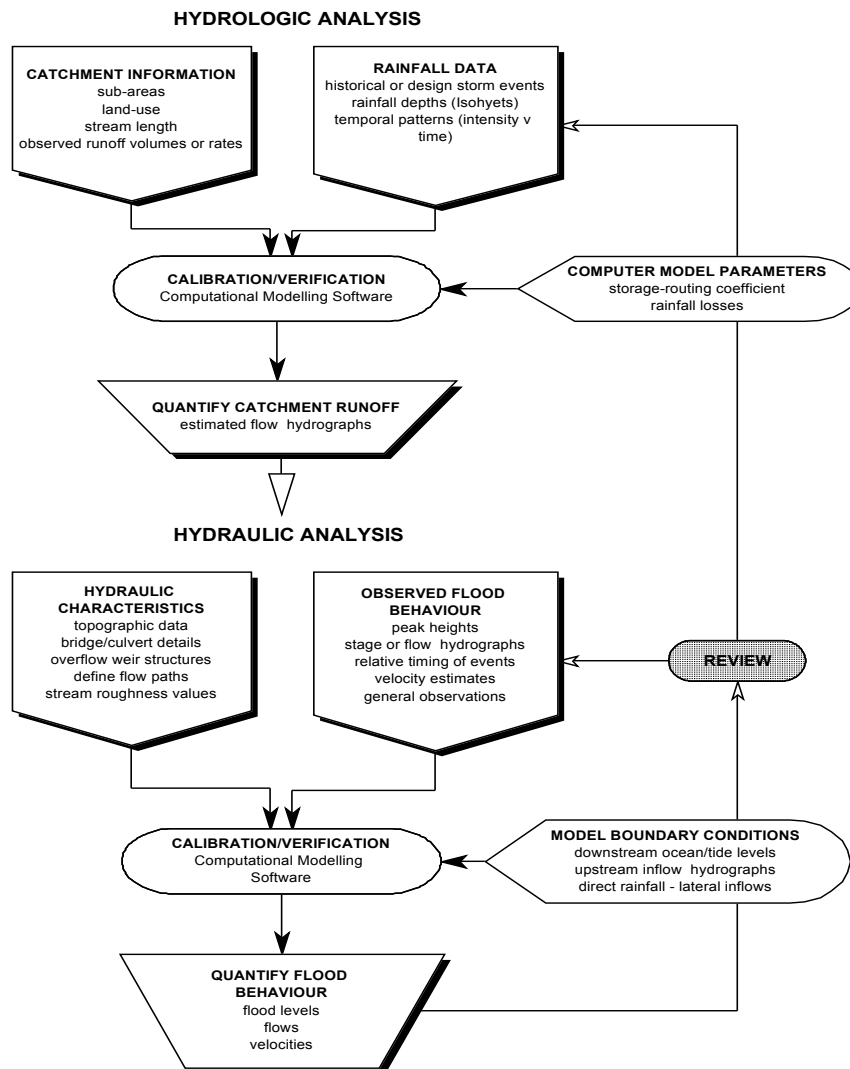 HYDROLOGIC ANALYSIS
CATCHMENT INFORMATION
sub-areas
land-use
stream length
observed runoff volumes or rates
RAINFALL DATA
historical or design storm events
rainfall depths (Isohyets)
temporal patterns (intensity v
time)
CALIBRATION/VERIFICATION
Computational Modelling Software
COMPUTER MODEL PARAMETERS
storage-routing coefficient
rainfall losses
QUANTIFY CATCHMENT RUNOFF
estimated flow hydrographs
HYDRAULIC ANALYSIS
HYDRAULIC
CHARACTERISTICS
topographic data
bridge/culvert details
overflow weir structures
define flow paths
stream roughness values
OBSERVED FLOOD
BEHAVIOUR
peak heights
stage or flow hydrographs
relative timing of events
velocity estimates
general observations
REVIEW
CALIBRATION/VERIFICATION
Computational Modelling
Software
MODEL BOUNDARY CONDITIONS
downstream ocean/tide levels
upstream inflow hydrographs
direct rainfall - lateral inflows
QUANTIFY FLOOD
BEHAVIOUR
flood levels
flows
velocities